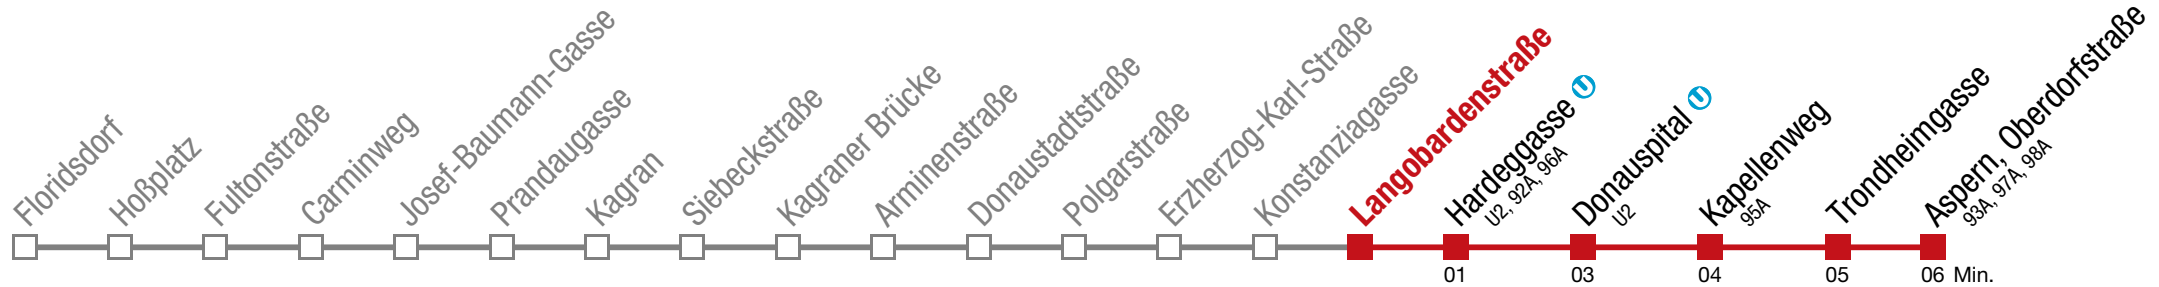 Floridsdorf
Hoßplatz
Fultonstraße
Carminweg
Josef-Baumann-Gasse
Prandaugasse
Kagran
Siebeckstraße
Kagraner Brücke
Arminenstraße
Donaustadtstraße
Polgarstraße
Erzherzog-Karl-Straße
Konstanziagasse
Langobardenstraße
Hardeggasse U
U2, 92A, 96A
Donauspital U
U2
Kapellenweg
95A
Trondheimgasse
Aspern, Oberdorfstraße
93A, 97A, 98A
01 03 04 05 06 Min.